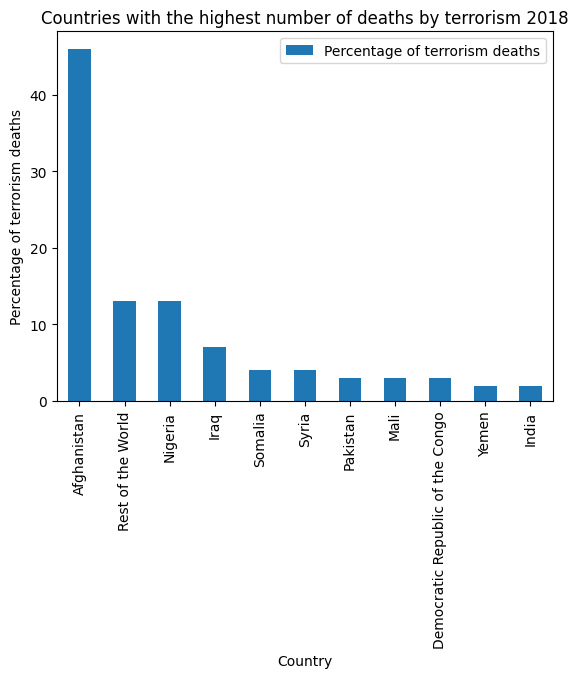 Countries with the highest number of deaths by terrorism 2018
Percentage of terrorism deaths
Percentage of terrorism deaths
40
30
20
10
0
Afghanistan
Rest of the World
Nigeria
Iraq
Somalia
Syria
Pakistan
Mali
Democratic Republic of the Congo
Yemen
India
Country